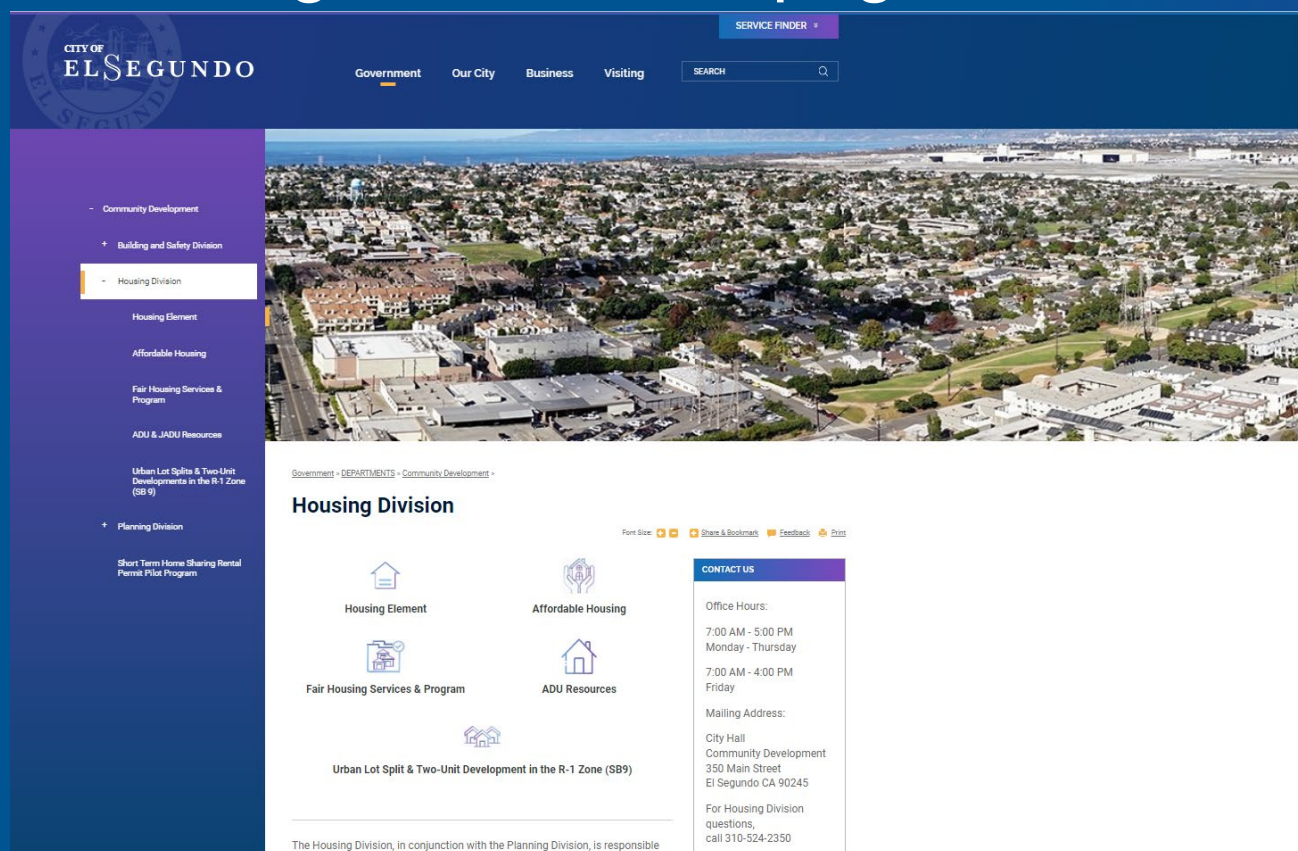 SERVICE FINDER
CITY OF
EL SEGUNDO
EL SEGUNDO
Government
Our City
Business
Visiting
SEARCH
- Community Development
+ Building and Safety Division
- Housing Division
Housing Element
Affordable Housing
Fair Housing Services &
Program
ADU & JADU Resources
Urban Lot Splits & Two-Unit
Developments in the R-1 Zone
(SB 9)
+ Planning Division
Short Term Home Sharing Rental
Permit Pilot Program
Government » DEPARTMENTS » Community Development »
Housing Division
Font Size: + - + Share & Bookmark Feedback Print
Housing Element
Affordable Housing
Fair Housing Services & Program
ADU Resources
Urban Lot Split & Two-Unit Development in the R-1 Zone (SB9)
The Housing Division, in conjunction with the Planning Division, is responsible
CONTACT US
Office Hours:
7:00 AM - 5:00 PM
Monday - Thursday
7:00 AM - 4:00 PM
Friday
Mailing Address:
City Hall
Community Development
350 Main Street
El Segundo CA 90245
For Housing Division
questions,
call 310-524-2350